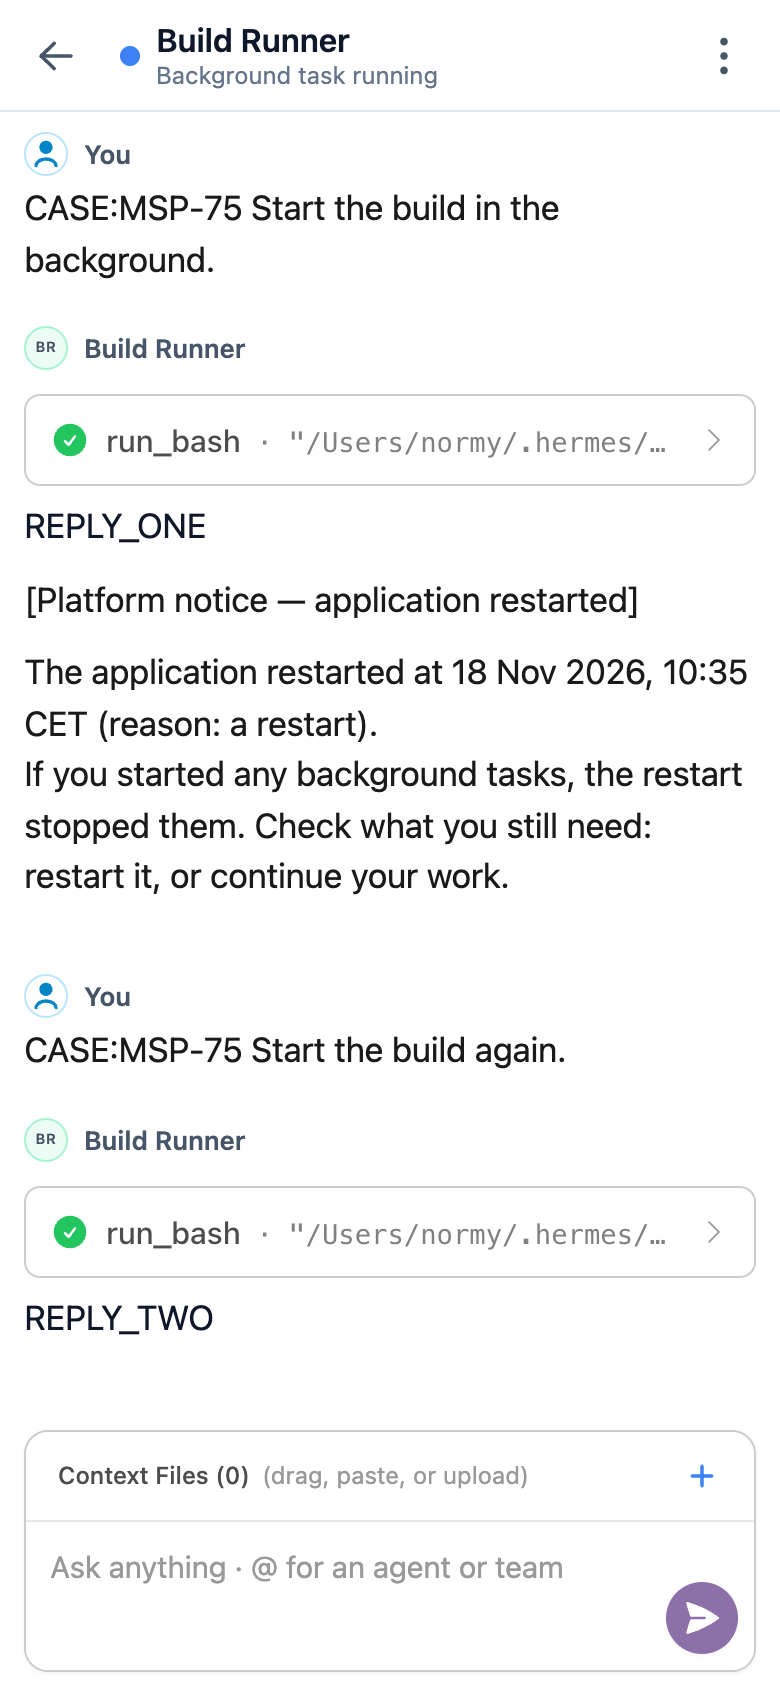 Build Runner
Background task running
You
CASE:MSP-75 Start the build in the
background.
BR
Build Runner
run_bash · "/Users/normy/.hermes/…
REPLY_ONE
[Platform notice — application restarted]
The application restarted at 18 Nov 2026, 10:35
CET (reason: a restart).
If you started any background tasks, the restart
stopped them. Check what you still need:
restart it, or continue your work.
You
CASE:MSP-75 Start the build again.
BR
Build Runner
run_bash · "/Users/normy/.hermes/…
REPLY_TWO
Context Files (0) (drag, paste, or upload)
Ask anything · @ for an agent or team